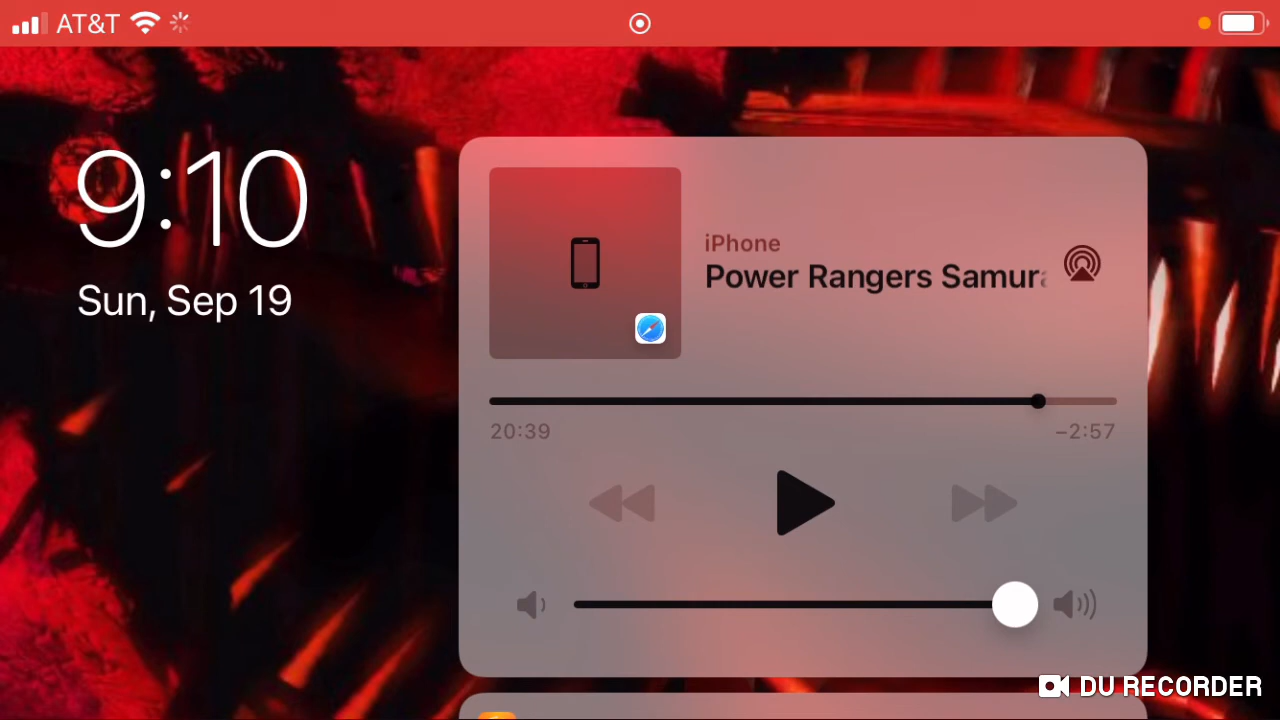 AT&T
9:10
Sun, Sep 19
iPhone
Power Rangers Samur
20:39
−2:57
DU RECORDER